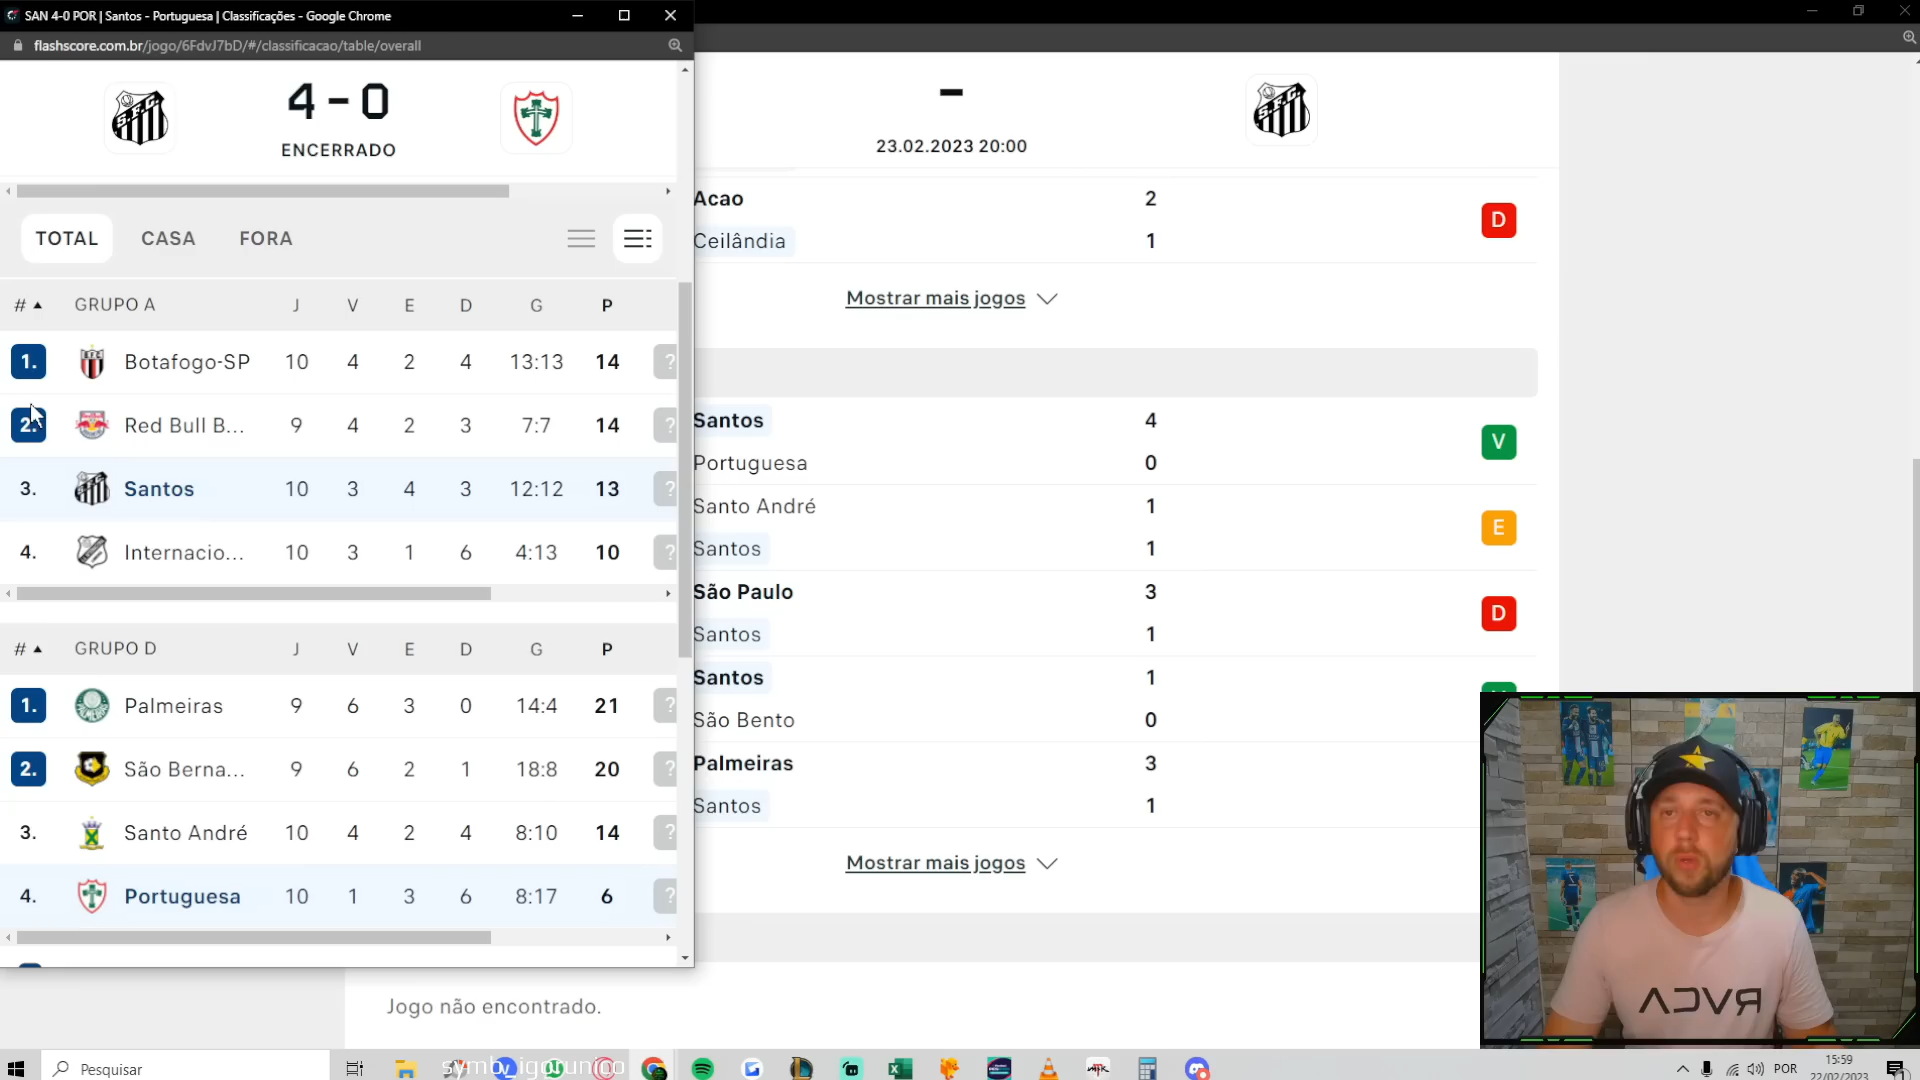 SAN 4-0 POR | Santos - Portuguesa | Classificações - Google Chrome
flashscore.com.br/jogo/6FdvJ7bD/#/classificacao/table/overall
4 - 0
ENCERRADO
TOTAL CASA FORA
# GRUPO A J V E D G P
1. Botafogo-SP 10 4 2 4 13:13 14 ?
2. Red Bull B... 9 4 2 3 7:7 14 ?
3. Santos 10 3 4 3 12:12 13 ?
4. Internacio... 10 3 1 6 4:13 10 ?
# GRUPO D J V E D G P
1. Palmeiras 9 6 3 0 14:4 21 ?
2. São Berna... 9 6 2 1 18:8 20 ?
3. Santo André 10 4 2 4 8:10 14 ?
4. Portuguesa 10 1 3 6 8:17 6 ?
-
23.02.2023 20:00
Acao 2
D
Ceilândia 1
Mostrar mais jogos
Santos 4
V
Portuguesa 0
Santo André 1
E
Santos 1
São Paulo 3
D
Santos 1
Santos 1
São Bento 0
Palmeiras 3
Santos 1
Mostrar mais jogos
Jogo não encontrado.
RVCA
Pesquisar
POR
15:59
22/02/2023